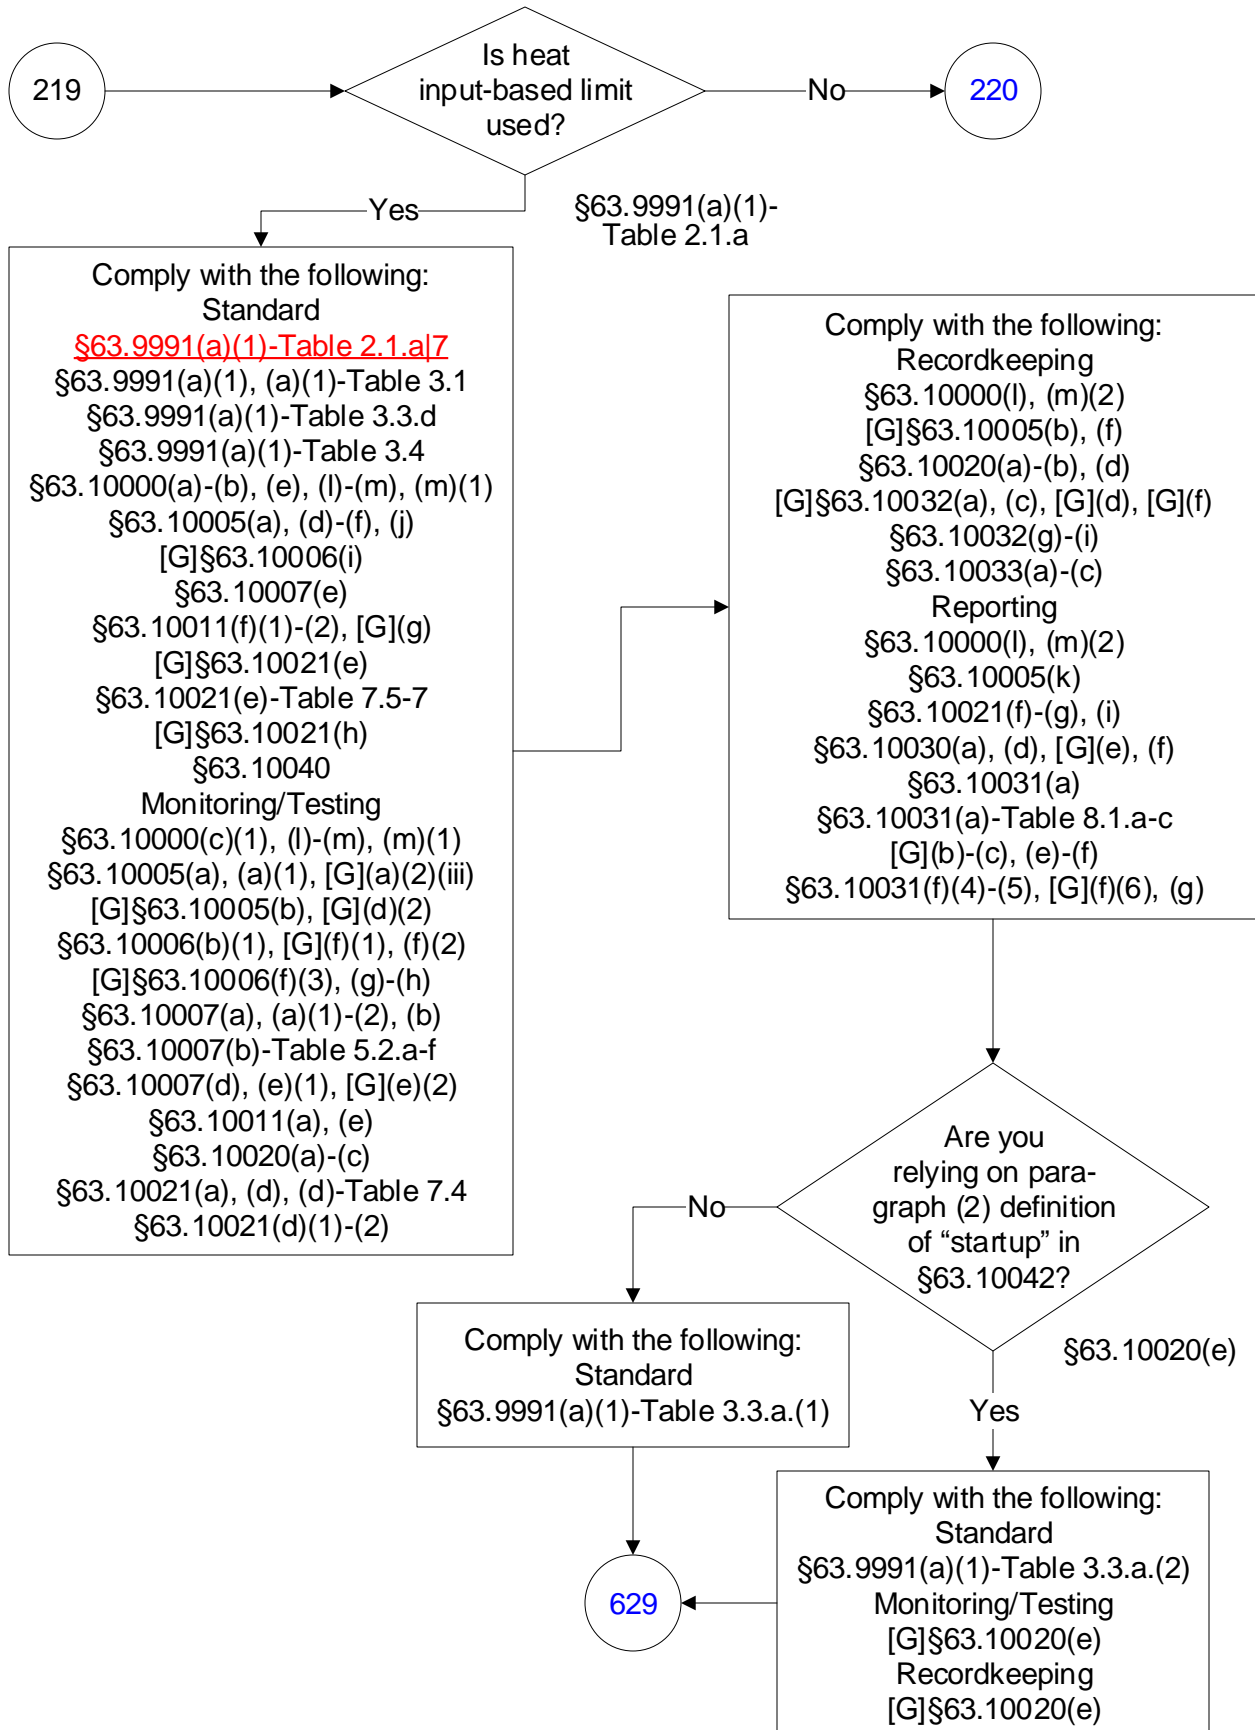 219
Is heat
input-based limit
used?
No
220
Yes
§63.9991(a)(1)-
Table 2.1.a
Comply with the following:
Standard
§63.9991(a)(1)-Table 2.1.a|7
§63.9991(a)(1), (a)(1)-Table 3.1
§63.9991(a)(1)-Table 3.3.d
§63.9991(a)(1)-Table 3.4
§63.10000(a)-(b), (e), (l)-(m), (m)(1)
§63.10005(a), (d)-(f), (j)
[G]§63.10006(i)
§63.10007(e)
§63.10011(f)(1)-(2), [G](g)
[G]§63.10021(e)
§63.10021(e)-Table 7.5-7
[G]§63.10021(h)
§63.10040
Monitoring/Testing
§63.10000(c)(1), (l)-(m), (m)(1)
§63.10005(a), (a)(1), [G](a)(2)(iii)
[G]§63.10005(b), [G](d)(2)
§63.10006(b)(1), [G](f)(1), (f)(2)
[G]§63.10006(f)(3), (g)-(h)
§63.10007(a), (a)(1)-(2), (b)
§63.10007(b)-Table 5.2.a-f
§63.10007(d), (e)(1), [G](e)(2)
§63.10011(a), (e)
§63.10020(a)-(c)
§63.10021(a), (d), (d)-Table 7.4
§63.10021(d)(1)-(2)
Comply with the following:
Recordkeeping
§63.10000(l), (m)(2)
[G]§63.10005(b), (f)
§63.10020(a)-(b), (d)
[G]§63.10032(a), (c), [G](d), [G](f)
§63.10032(g)-(i)
§63.10033(a)-(c)
Reporting
§63.10000(l), (m)(2)
§63.10005(k)
§63.10021(f)-(g), (i)
§63.10030(a), (d), [G](e), (f)
§63.10031(a)
§63.10031(a)-Table 8.1.a-c
[G](b)-(c), (e)-(f)
§63.10031(f)(4)-(5), [G](f)(6), (g)
Are you
relying on para-
graph (2) definition
of “startup” in
§63.10042?
No
§63.10020(e)
Yes
Comply with the following:
Standard
§63.9991(a)(1)-Table 3.3.a.(1)
Comply with the following:
Standard
§63.9991(a)(1)-Table 3.3.a.(2)
Monitoring/Testing
[G]§63.10020(e)
Recordkeeping
[G]§63.10020(e)
629